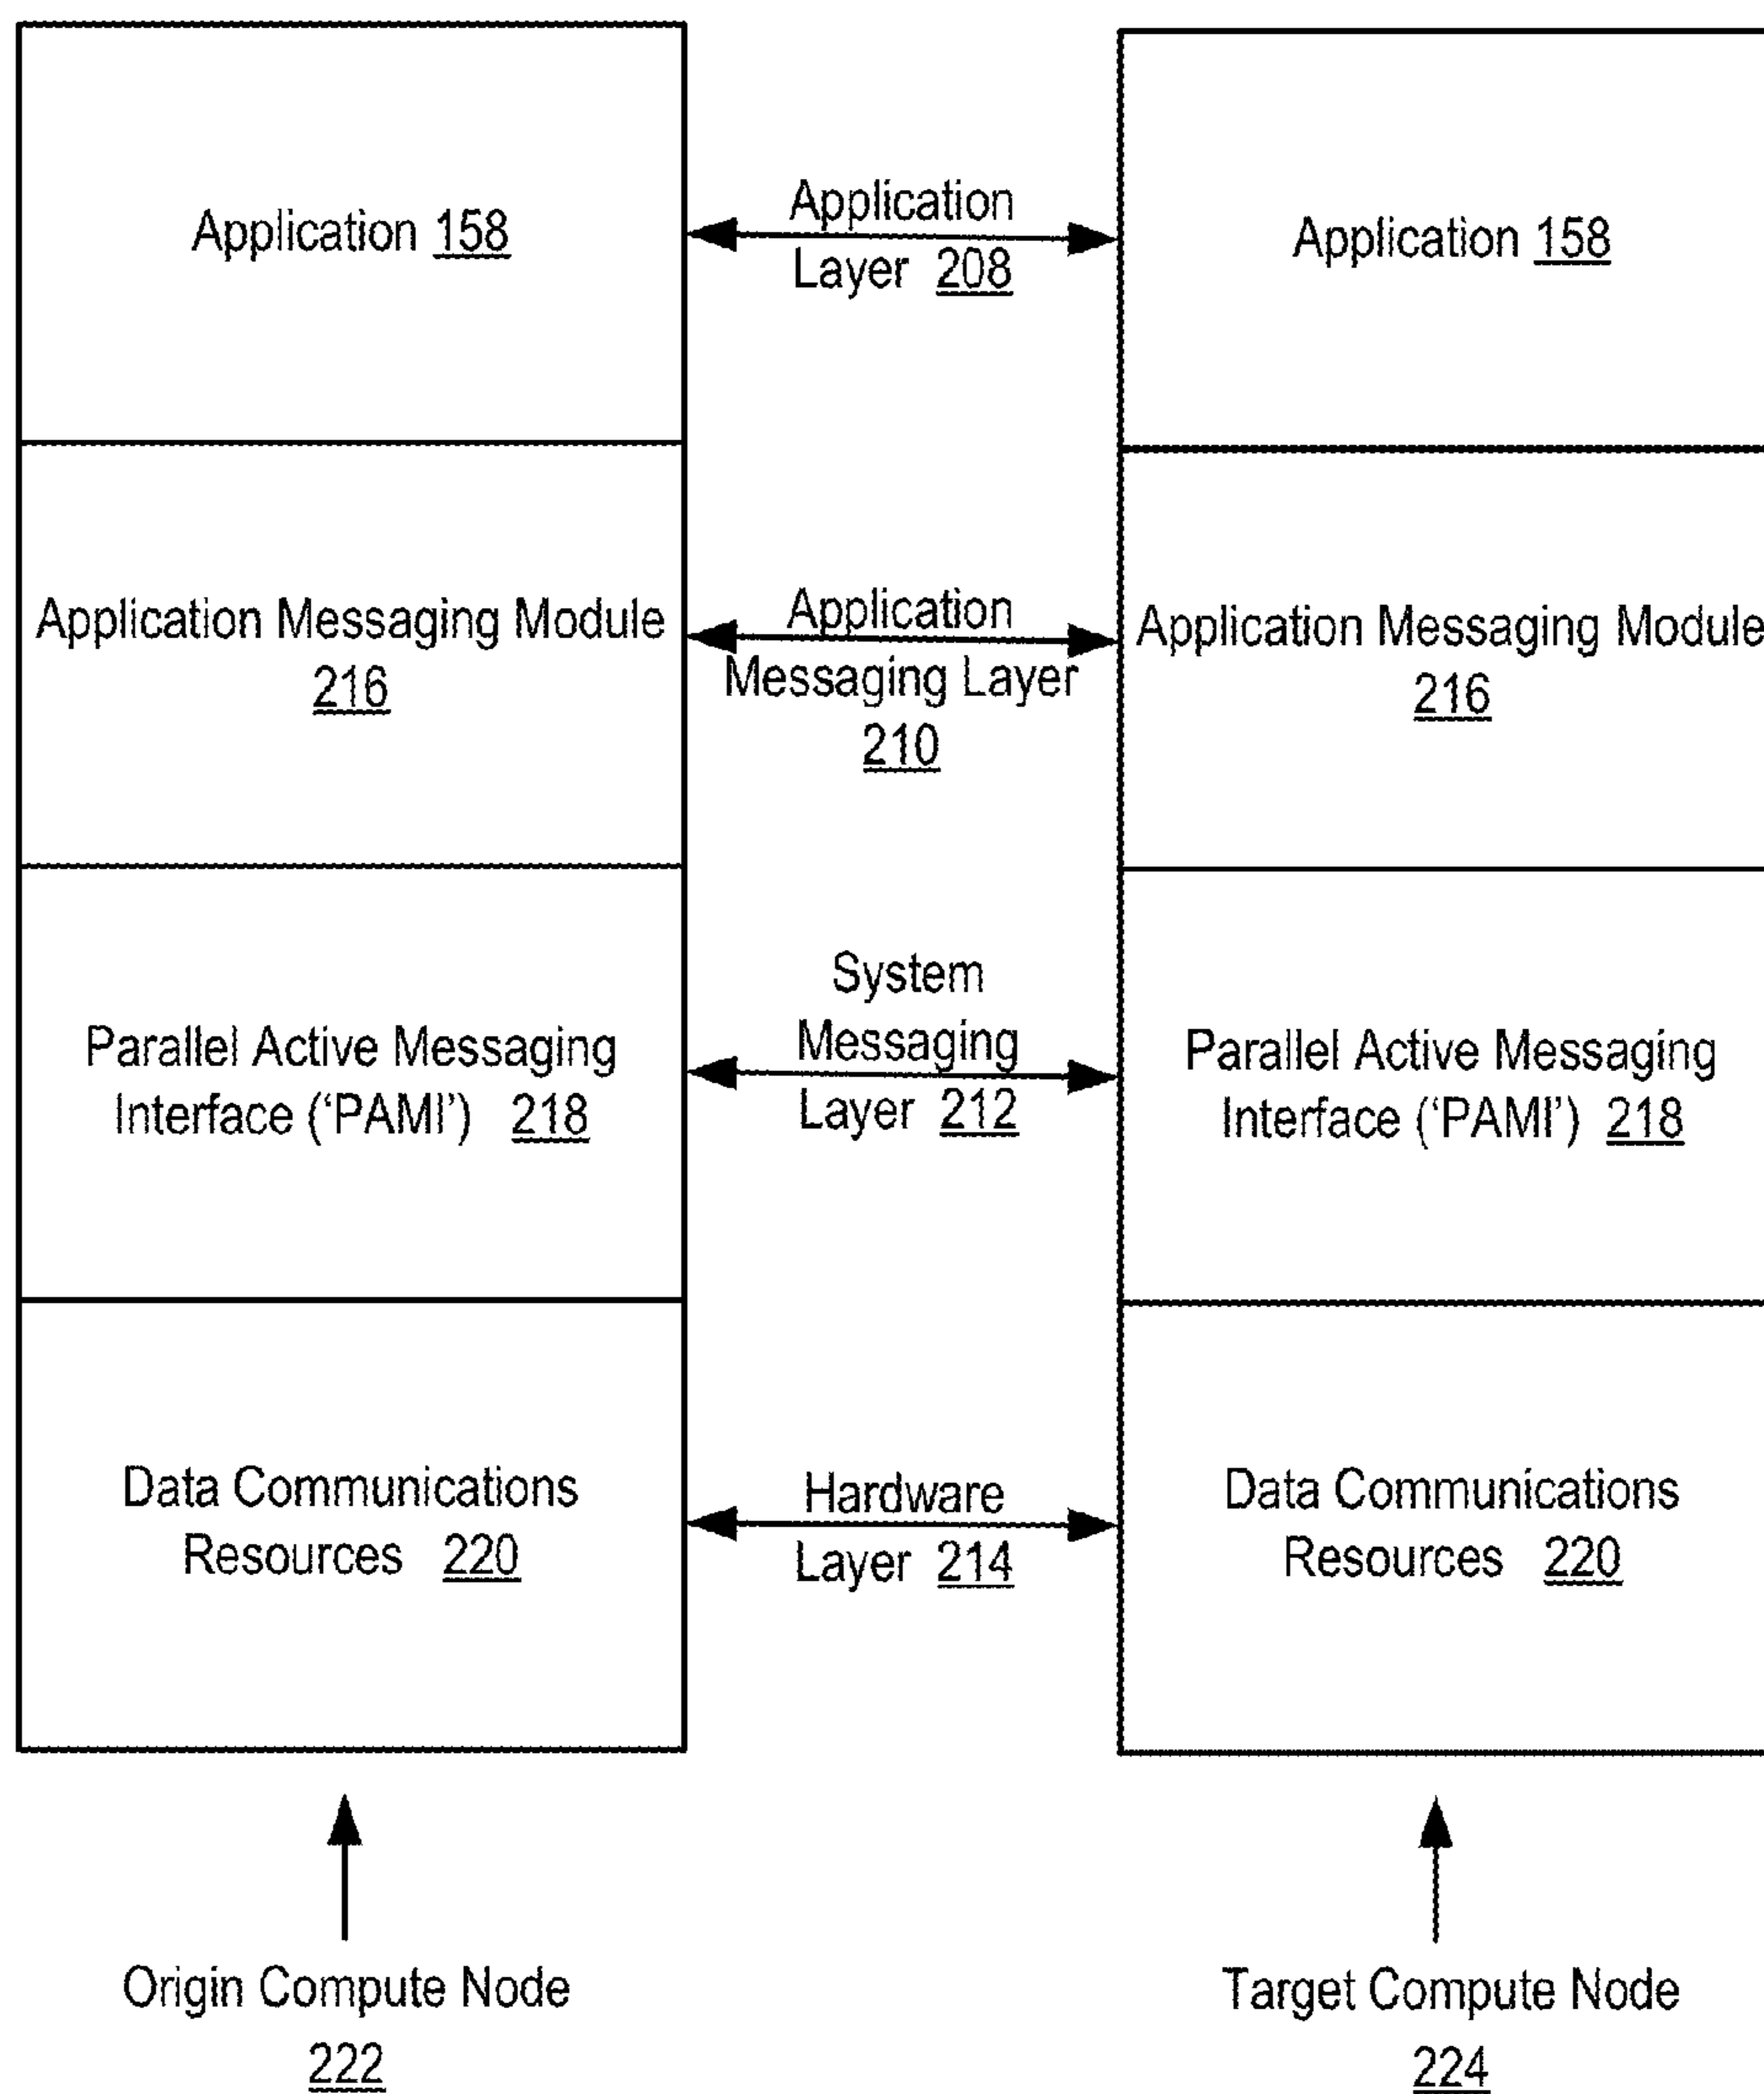 Application 158
Application
Layer 208
Application 158
Application Messaging Module
216
Application
Messaging Layer
210
Application Messaging Module
216
Parallel Active Messaging
Interface (‘PAMI’) 218
System
Messaging
Layer 212
Parallel Active Messaging
Interface (‘PAMI’) 218
Data Communications
Resources 220
Hardware
Layer 214
Data Communications
Resources 220
Origin Compute Node
222
Target Compute Node
224